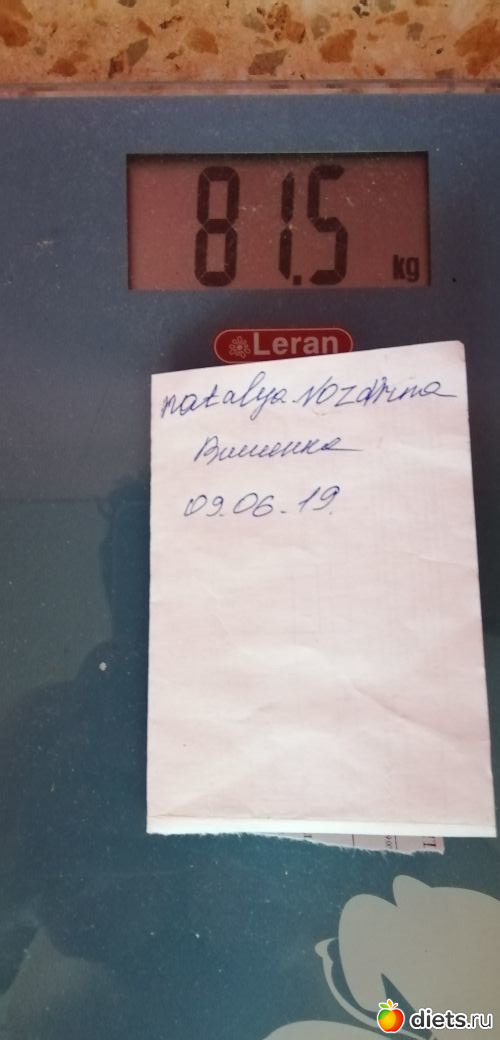 81.5 kg
Leran
natalya Nozdrina
Вишенка
09.06.19.
diets.ru